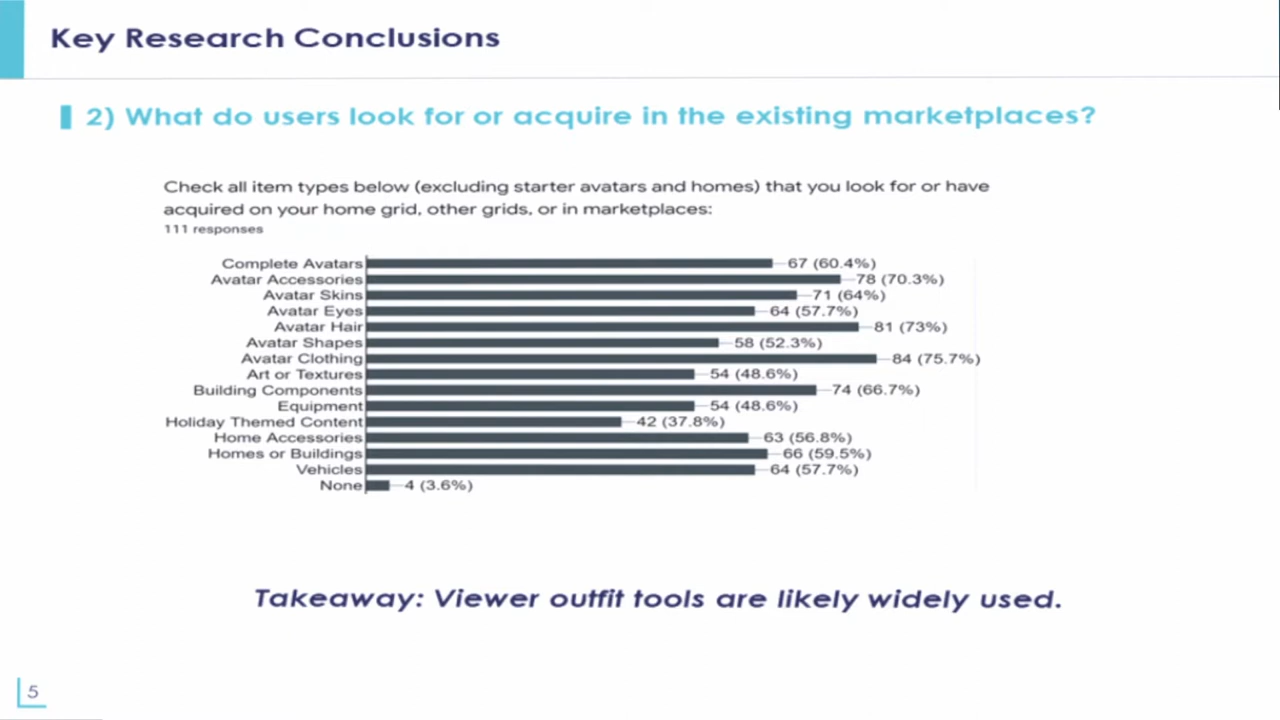 Key Research Conclusions
2) What do users look for or acquire in the existing marketplaces?
Check all item types below (excluding starter avatars and homes) that you look for or have
acquired on your home grid, other grids, or in marketplaces:
111 responses
Complete Avatars 67 (60.4%)
Avatar Accessories 78 (70.3%)
Avatar Skins 71 (64%)
Avatar Eyes 64 (57.7%)
Avatar Hair 81 (73%)
Avatar Shapes 58 (52.3%)
Avatar Clothing 84 (75.7%)
Art or Textures 54 (48.6%)
Building Components 74 (66.7%)
Equipment 54 (48.6%)
Holiday Themed Content 42 (37.8%)
Home Accessories 63 (56.8%)
Homes or Buildings 66 (59.5%)
Vehicles 64 (57.7%)
None 4 (3.6%)
Takeaway: Viewer outfit tools are likely widely used.
5